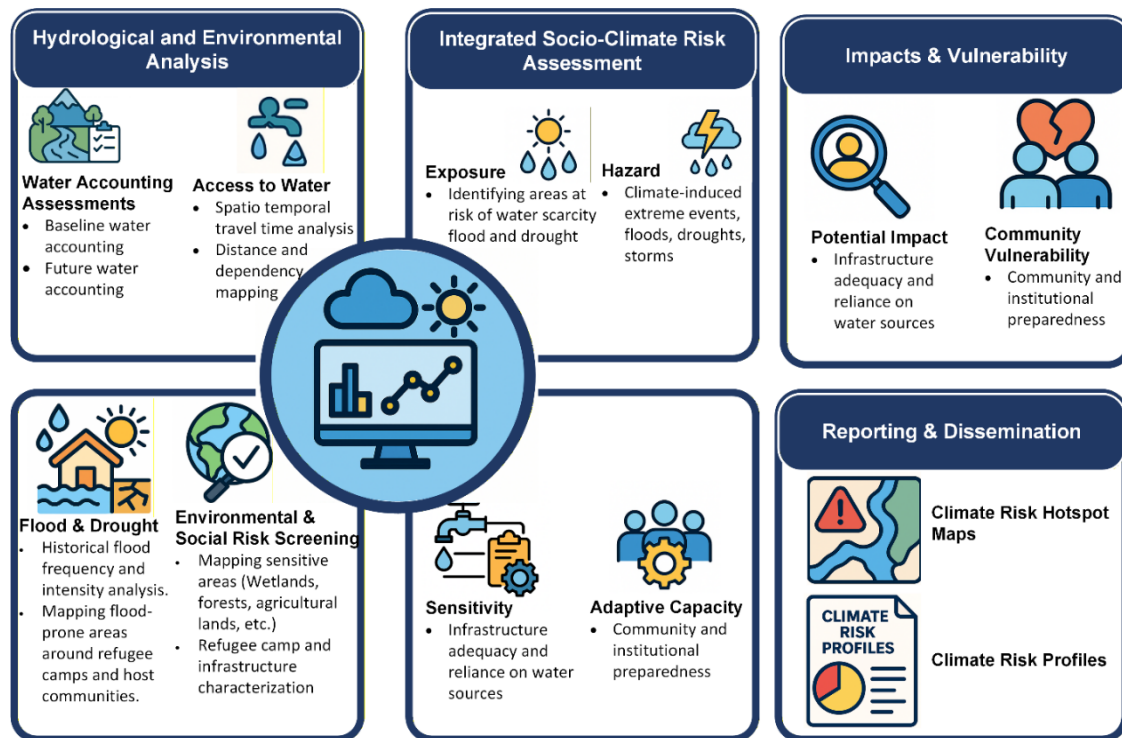 Hydrological and Environmental
Analysis
Water Accounting
Assessments
• Baseline water
accounting
• Future water
accounting
Access to Water
• Spatio temporal
travel time analysis
• Distance and
dependency
mapping
Flood & Drought
• Historical flood
frequency and
intensity analysis.
• Mapping flood-
prone areas
around refugee
camps and host
communities.
Environmental &
Social Risk Screening
• Mapping sensitive
areas (Wetlands,
forests, agricultural
lands, etc.)
• Refugee camp and
infrastructure
characterization
Integrated Socio-Climate Risk
Assessment
Exposure
• Identifying areas at
risk of water scarcity
flood and drought
Hazard
• Climate-induced
extreme events,
floods, droughts,
storms
Sensitivity
• Infrastructure
adequacy and
reliance on water
sources
Adaptive Capacity
• Community and
institutional
preparedness
Impacts & Vulnerability
Potential Impact
• Infrastructure
adequacy and
reliance on
water sources
Community
Vulnerability
• Community and
institutional
preparedness
Reporting & Dissemination
Climate Risk Hotspot
Maps
CLIMATE
RISK
PROFILES
Climate Risk Profiles